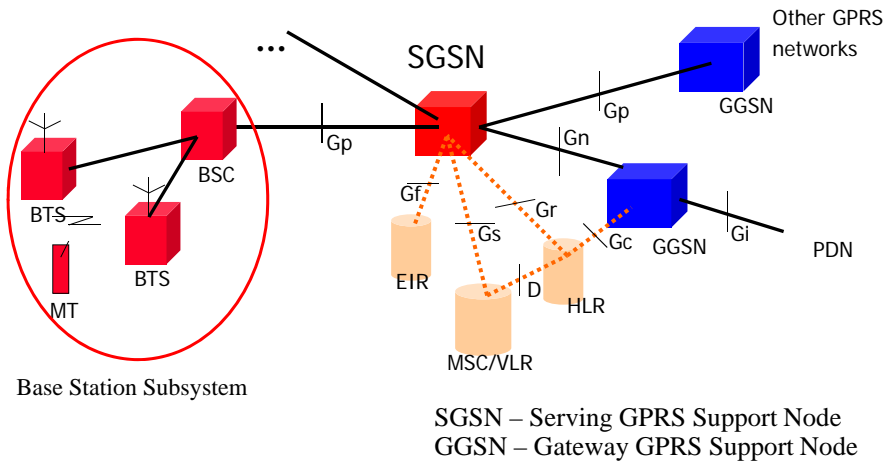 ...
SGSN
Other GPRS
networks
GGSN
Gp
Gn
BSC
Gp
BTS
BTS
MT
Gf
Gs
Gr
Gc
GGSN
Gi
PDN
EIR
D
HLR
MSC/VLR
Base Station Subsystem
SGSN – Serving GPRS Support Node
GGSN – Gateway GPRS Support Node